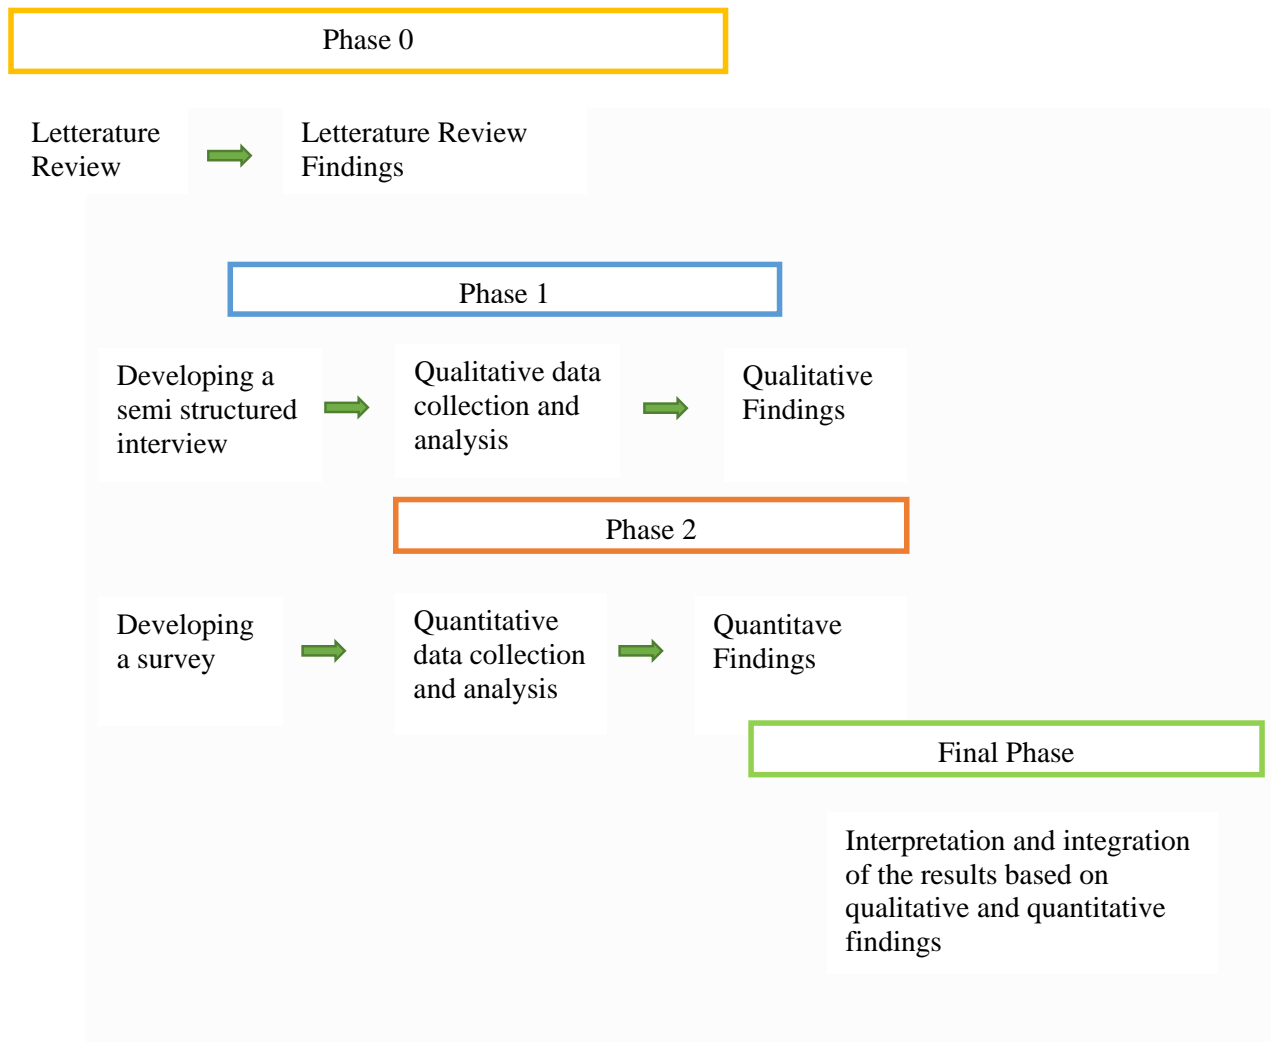 Phase 0
Letterature
Review
Letterature Review
Findings
Phase 1
Developing a
semi structured
interview
Qualitative data
collection and
analysis
Qualitative
Findings
Phase 2
Developing
a survey
Quantitative
data collection
and analysis
Quantitave
Findings
Final Phase
Interpretation and integration
of the results based on
qualitative and quantitative
findings